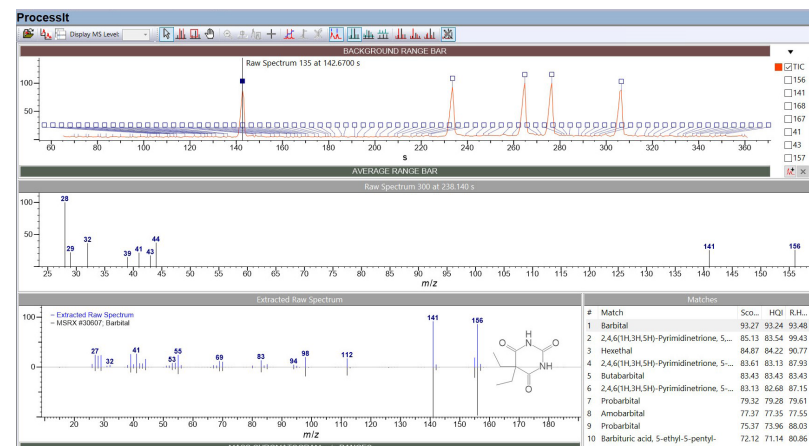 ProcessIt
Display MS Level:
BACKGROUND RANGE BAR
Raw Spectrum 135 at 142.6700 s
100
50
60 80 100 120 140 160 180 200 220 240 260 280 300 320 340 360
s
TIC
156
141
168
167
41
43
157
AVERAGE RANGE BAR
Raw Spectrum 300 at 238.140 s
100
50
28
29
32
39
41
43
44
141
156
25 30 35 40 45 50 55 60 65 70 75 80 85 90 95 100 105 110 115 120 125 130 135 140 145 150 155
m/z
Extracted Raw Spectrum
Extracted Raw Spectrum
MSRX #30607; Barbital
100
0
27
32
41
53
55
69
83
94
98
112
141
156
O
H
N
O
NH
O
20 30 40 50 60 70 80 90 100 110 120 130 140 150 160 170 180
m/z
Matches
# Match Sco... HQI R.H...
1 Barbital 93.27 93.24 93.48
2 2,4,6(1H,3H,5H)-Pyrimidinetrione, 5,... 85.13 83.54 99.43
3 Hexethal 84.87 84.22 90.77
4 2,4,6(1H,3H,5H)-Pyrimidinetrione, 5-... 83.61 83.13 87.93
5 Butabarbital 83.43 83.43 83.43
6 2,4,6(1H,3H,5H)-Pyrimidinetrione, 5-... 83.13 82.68 87.15
7 Probarbital 79.32 79.28 79.61
8 Amobarbital 77.37 77.35 77.55
9 Probarbital 75.37 73.96 88.03
10 Barbituric acid, 5-ethyl-5-pentyl- 72.12 71.14 80.86